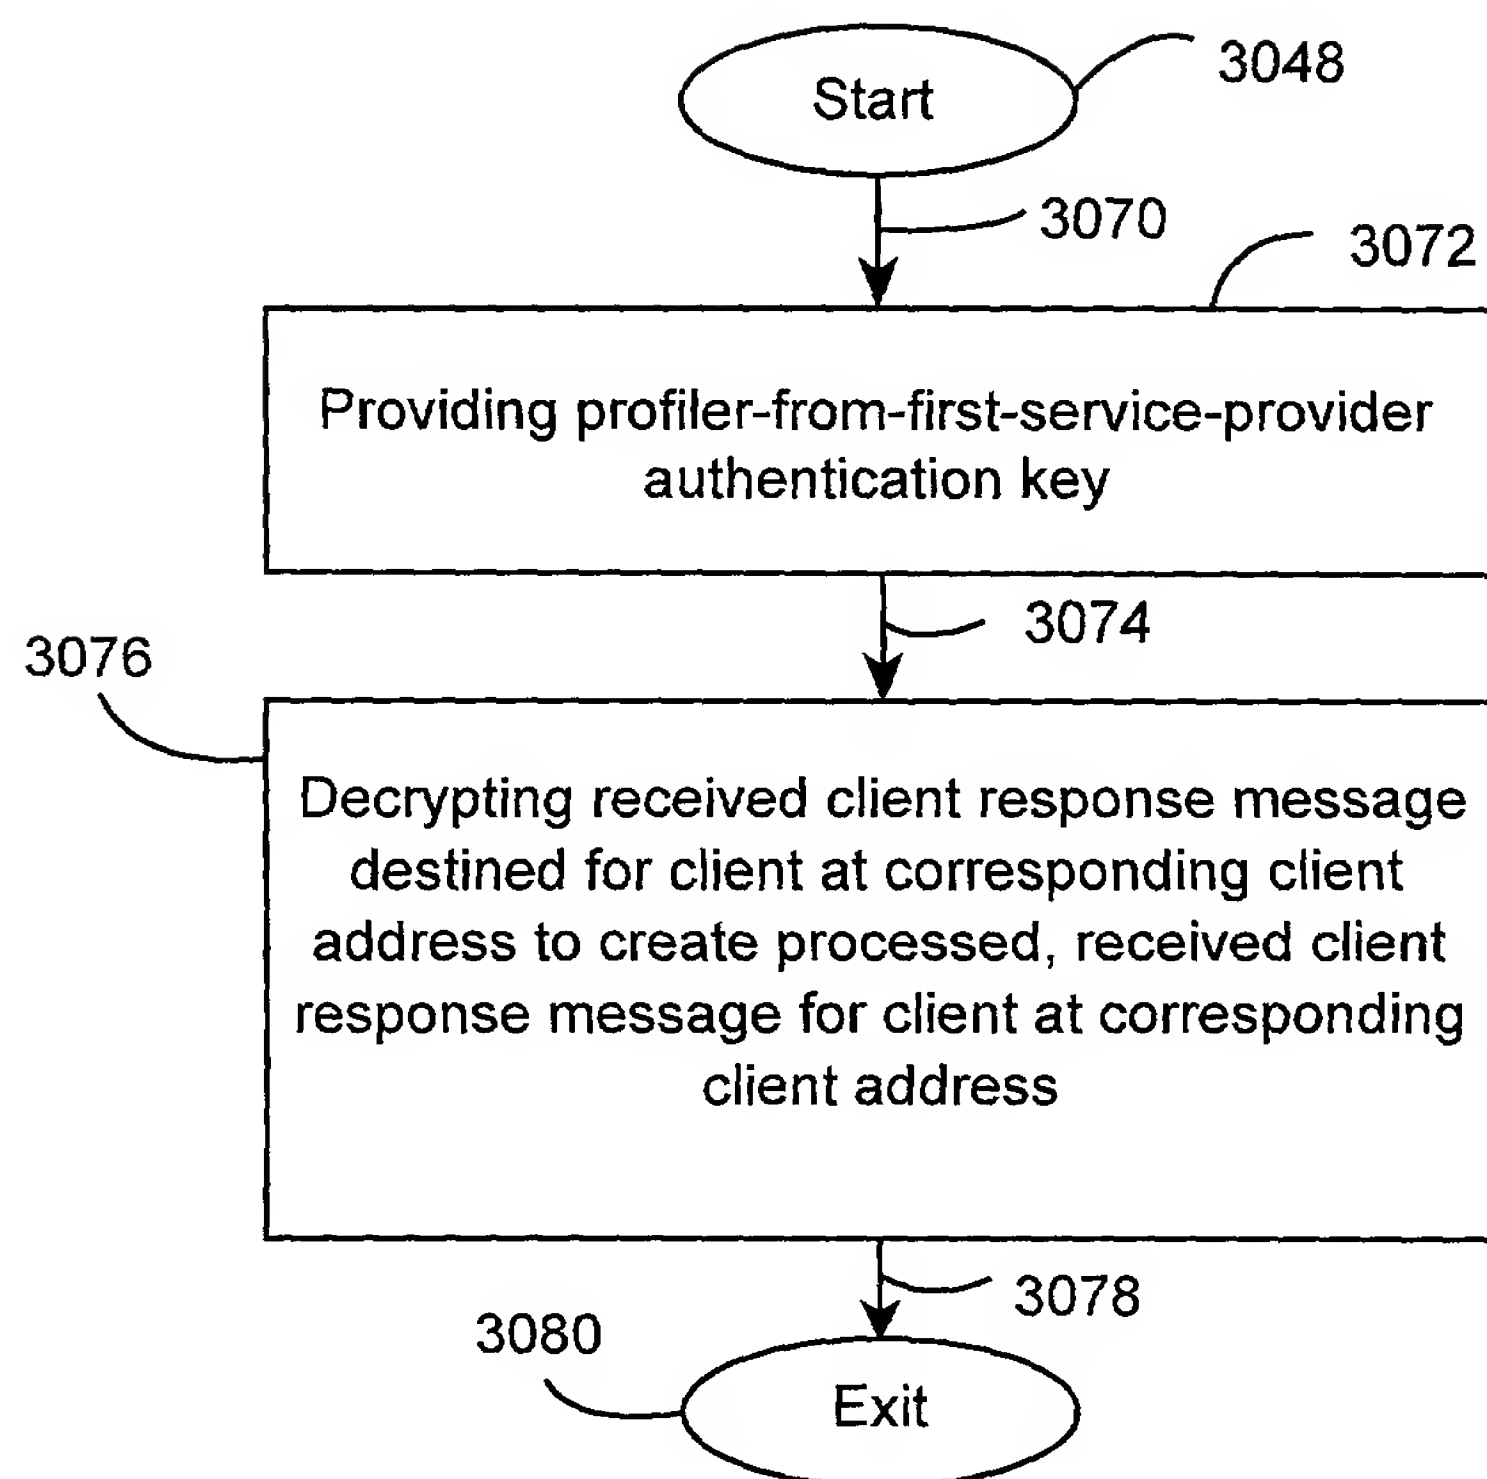 Start
3048
3070
3072
Providing profiler-from-first-service-provider
authentication key
3074
3076
Decrypting received client response message
destined for client at corresponding client
address to create processed, received client
response message for client at corresponding
client address
3078
3080
Exit